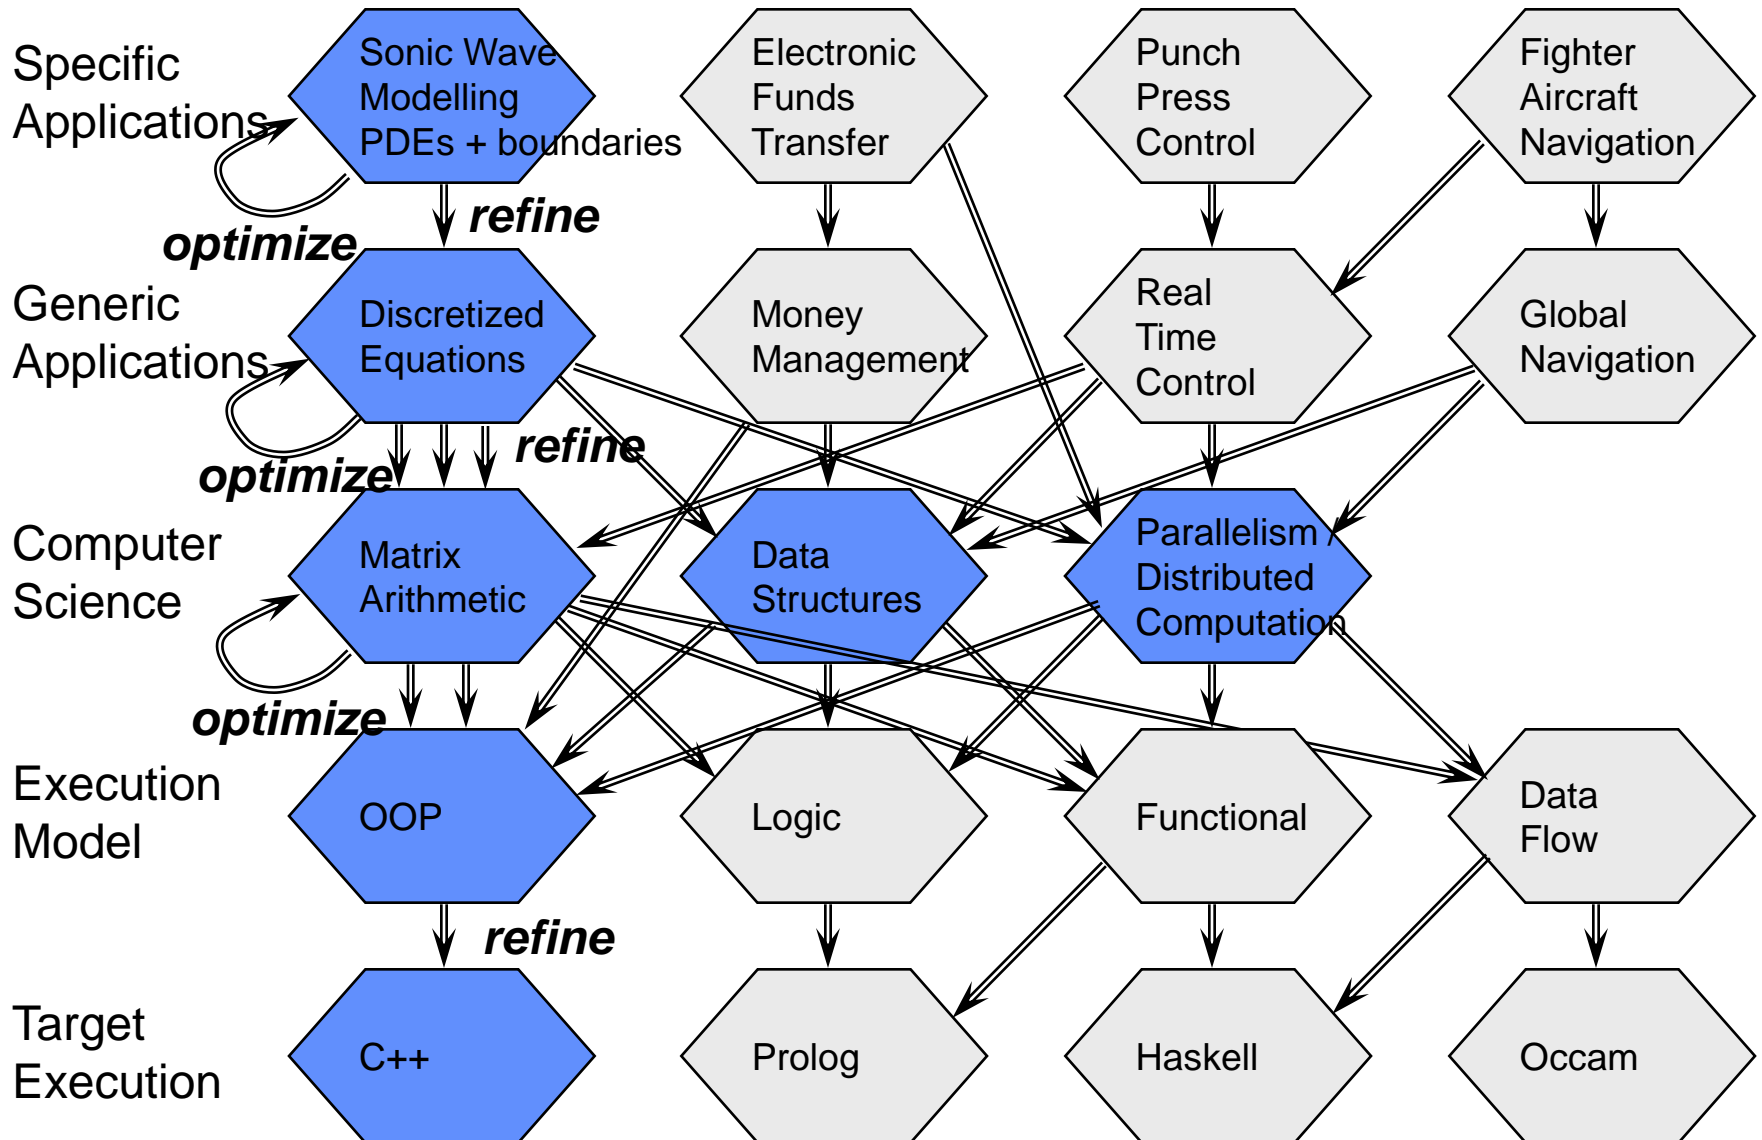 Specific
Applications
Sonic Wave
Modelling
PDEs + boundaries
Electronic
Funds
Transfer
Punch
Press
Control
Fighter
Aircraft
Navigation
refine
optimize
Generic
Applications
Discretized
Equations
Money
Management
Real
Time
Control
Global
Navigation
refine
optimize
Computer
Science
Matrix
Arithmetic
Data
Structures
Parallelism /
Distributed
Computation
optimize
Execution
Model
OOP
Logic
Functional
Data
Flow
refine
Target
Execution
C++
Prolog
Haskell
Occam